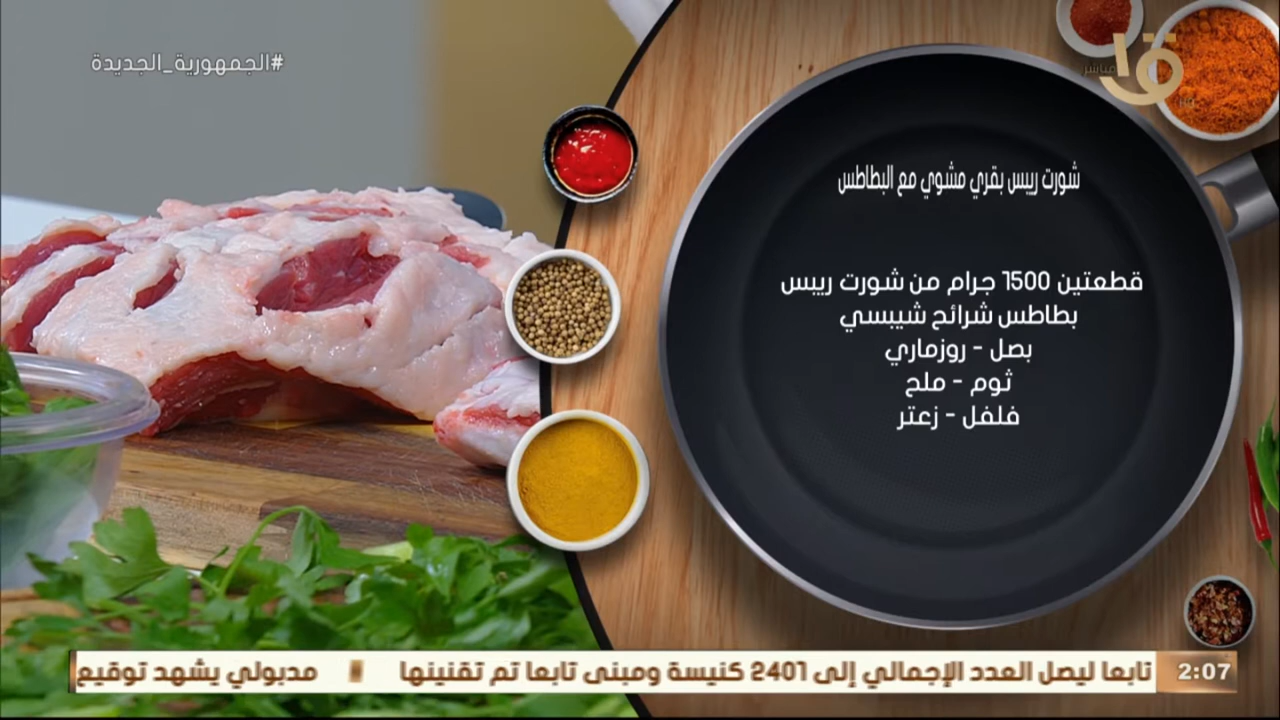 #الجمهورية_الجديدة
مباشر
شورت ريبس بقري مشوي مع البطاطس
قطعتين 1500 جرام من شورت ريبس
بطاطس شرائح شيبسي
بصل - روزماري
ثوم - ملح
فلفل - زعتر
2:07
تابعا ليصل العدد الإجمالي إلى 2401 كنيسة ومبنى تابعا تم تقنينها
مدبولي يشهد توقيع